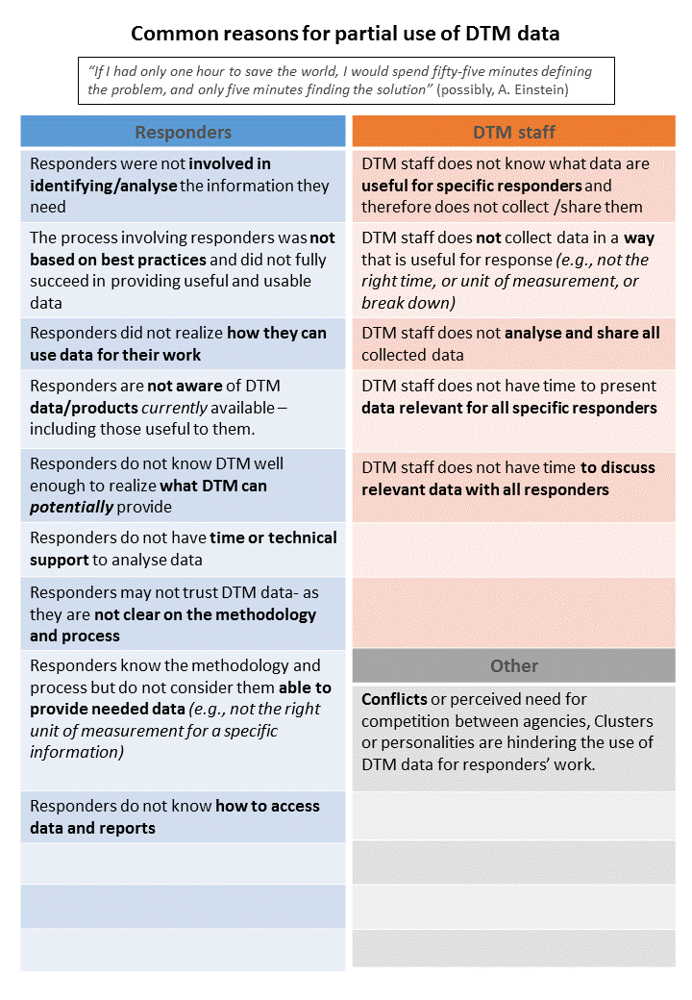 Common reasons for partial use of DTM data
“If I had only one hour to save the world, I would spend fifty-five minutes defining
the problem, and only five minutes finding the solution” (possibly, A. Einstein)
Responders
Responders were not involved in
identifying/analyse the information they
need
The process involving responders was not
based on best practices and did not fully
succeed in providing useful and usable
data
Responders did not realize how they can
use data for their work
Responders are not aware of DTM
data/products currently available –
including those useful to them.
Responders do not know DTM well
enough to realize what DTM can
potentially provide
Responders do not have time or technical
support to analyse data
Responders may not trust DTM data- as
they are not clear on the methodology
and process
Responders know the methodology and
process but do not consider them able to
provide needed data (e.g., not the right
unit of measurement for a specific
information)
Responders do not know how to access
data and reports
DTM staff
DTM staff does not know what data are
useful for specific responders and
therefore does not collect /share them
DTM staff does not collect data in a way
that is useful for response (e.g., not the
right time, or unit of measurement, or
break down)
DTM staff does not analyse and share all
collected data
DTM staff does not have time to present
data relevant for all specific responders
DTM staff does not have time to discuss
relevant data with all responders
Other
Conflicts or perceived need for
competition between agencies, Clusters
or personalities are hindering the use of
DTM data for responders’ work.